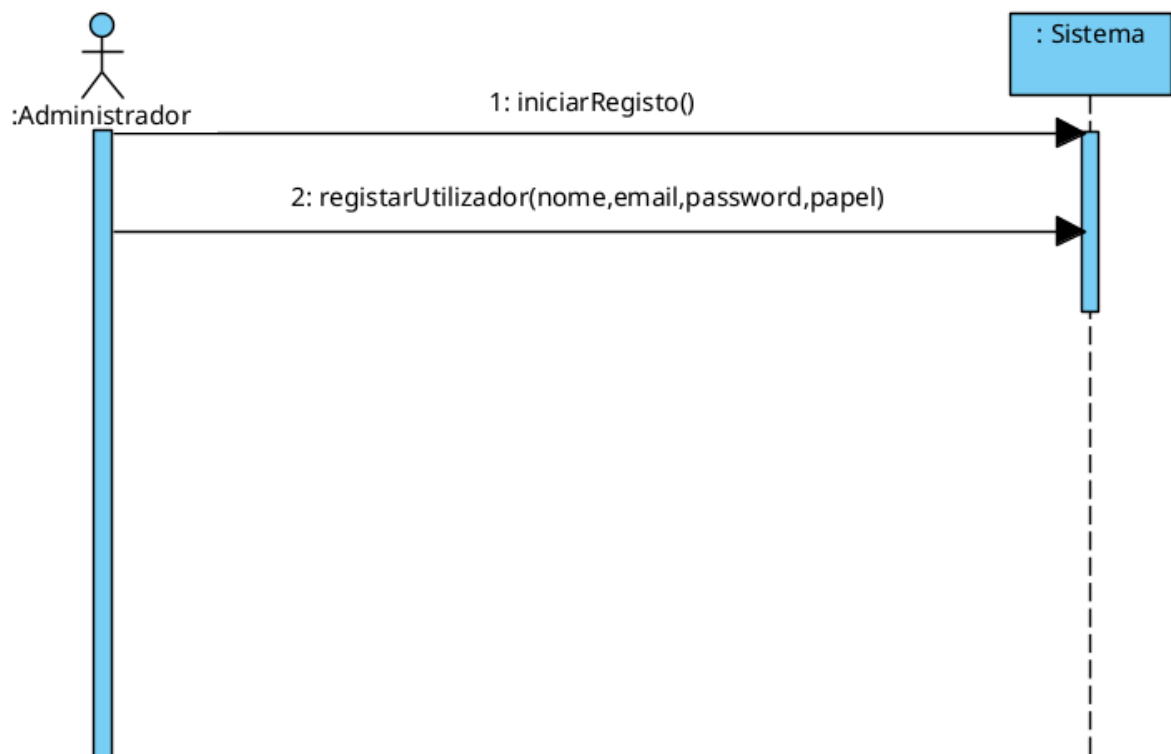 : Sistema
:Administrador
1: iniciarRegisto()
2: registarUtilizador(nome,email,password,papel)